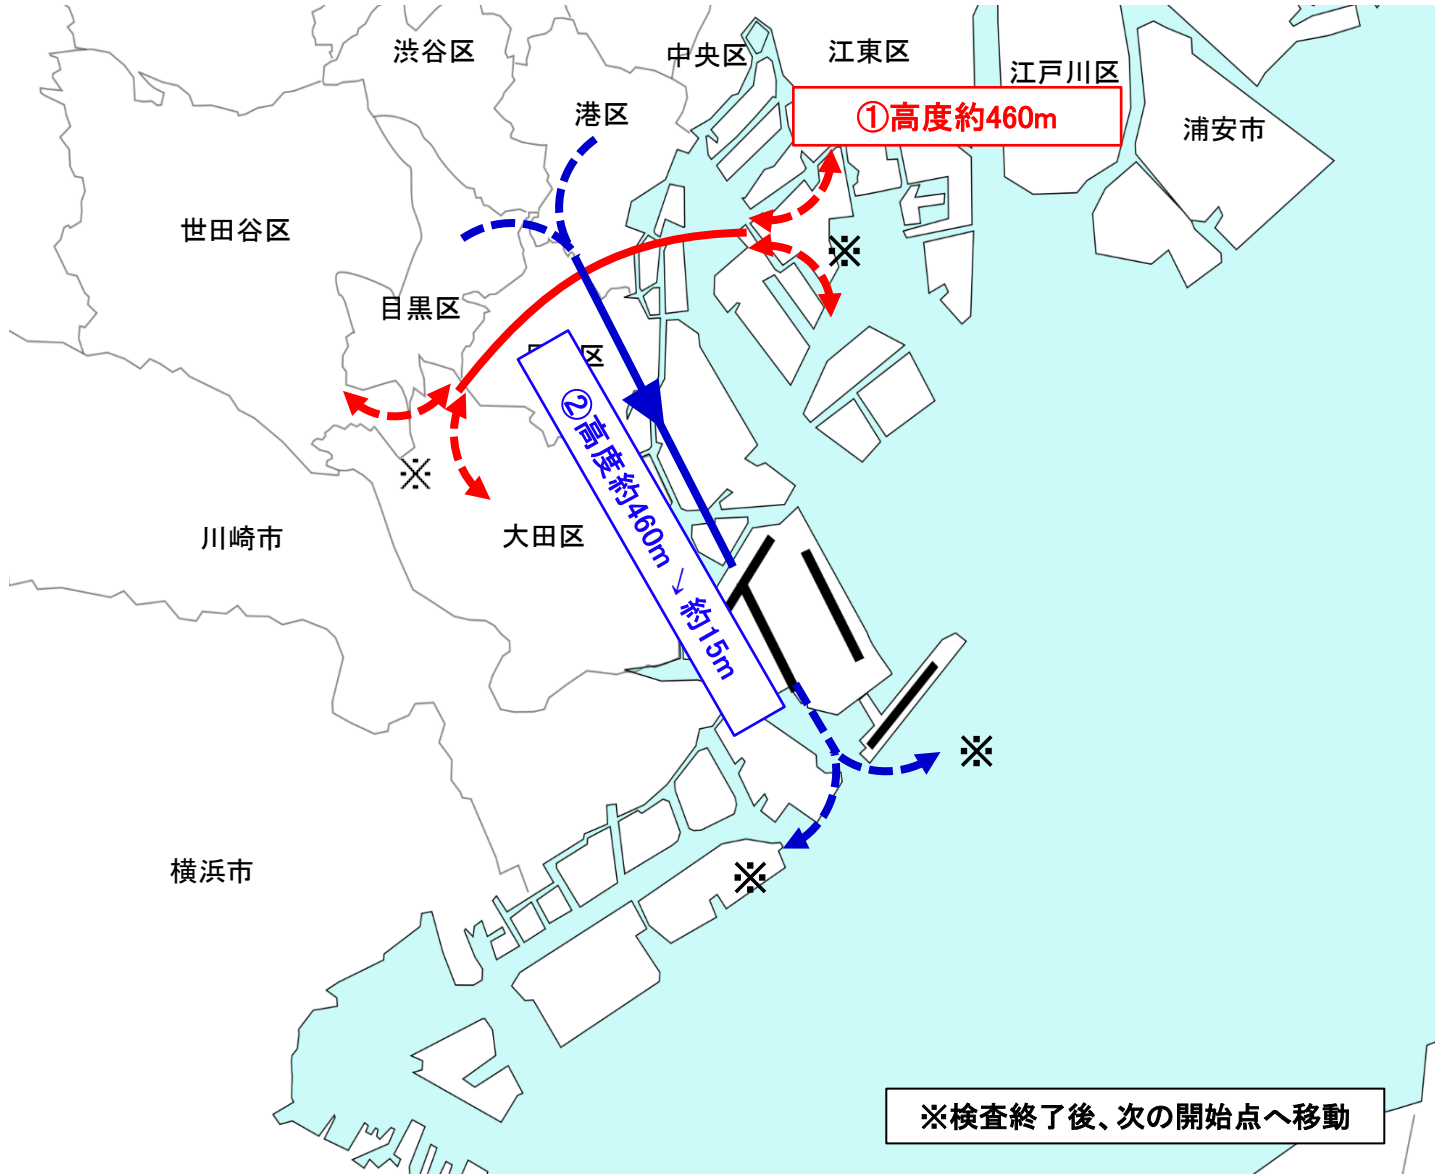 渋谷区
中央区
江東区
江戸川区
港区
①高度約460m
浦安市
世田谷区
※
目黒区
区
②高度約460m → 約15m
※
川崎市
大田区
※
横浜市
※
※検査終了後、次の開始点へ移動